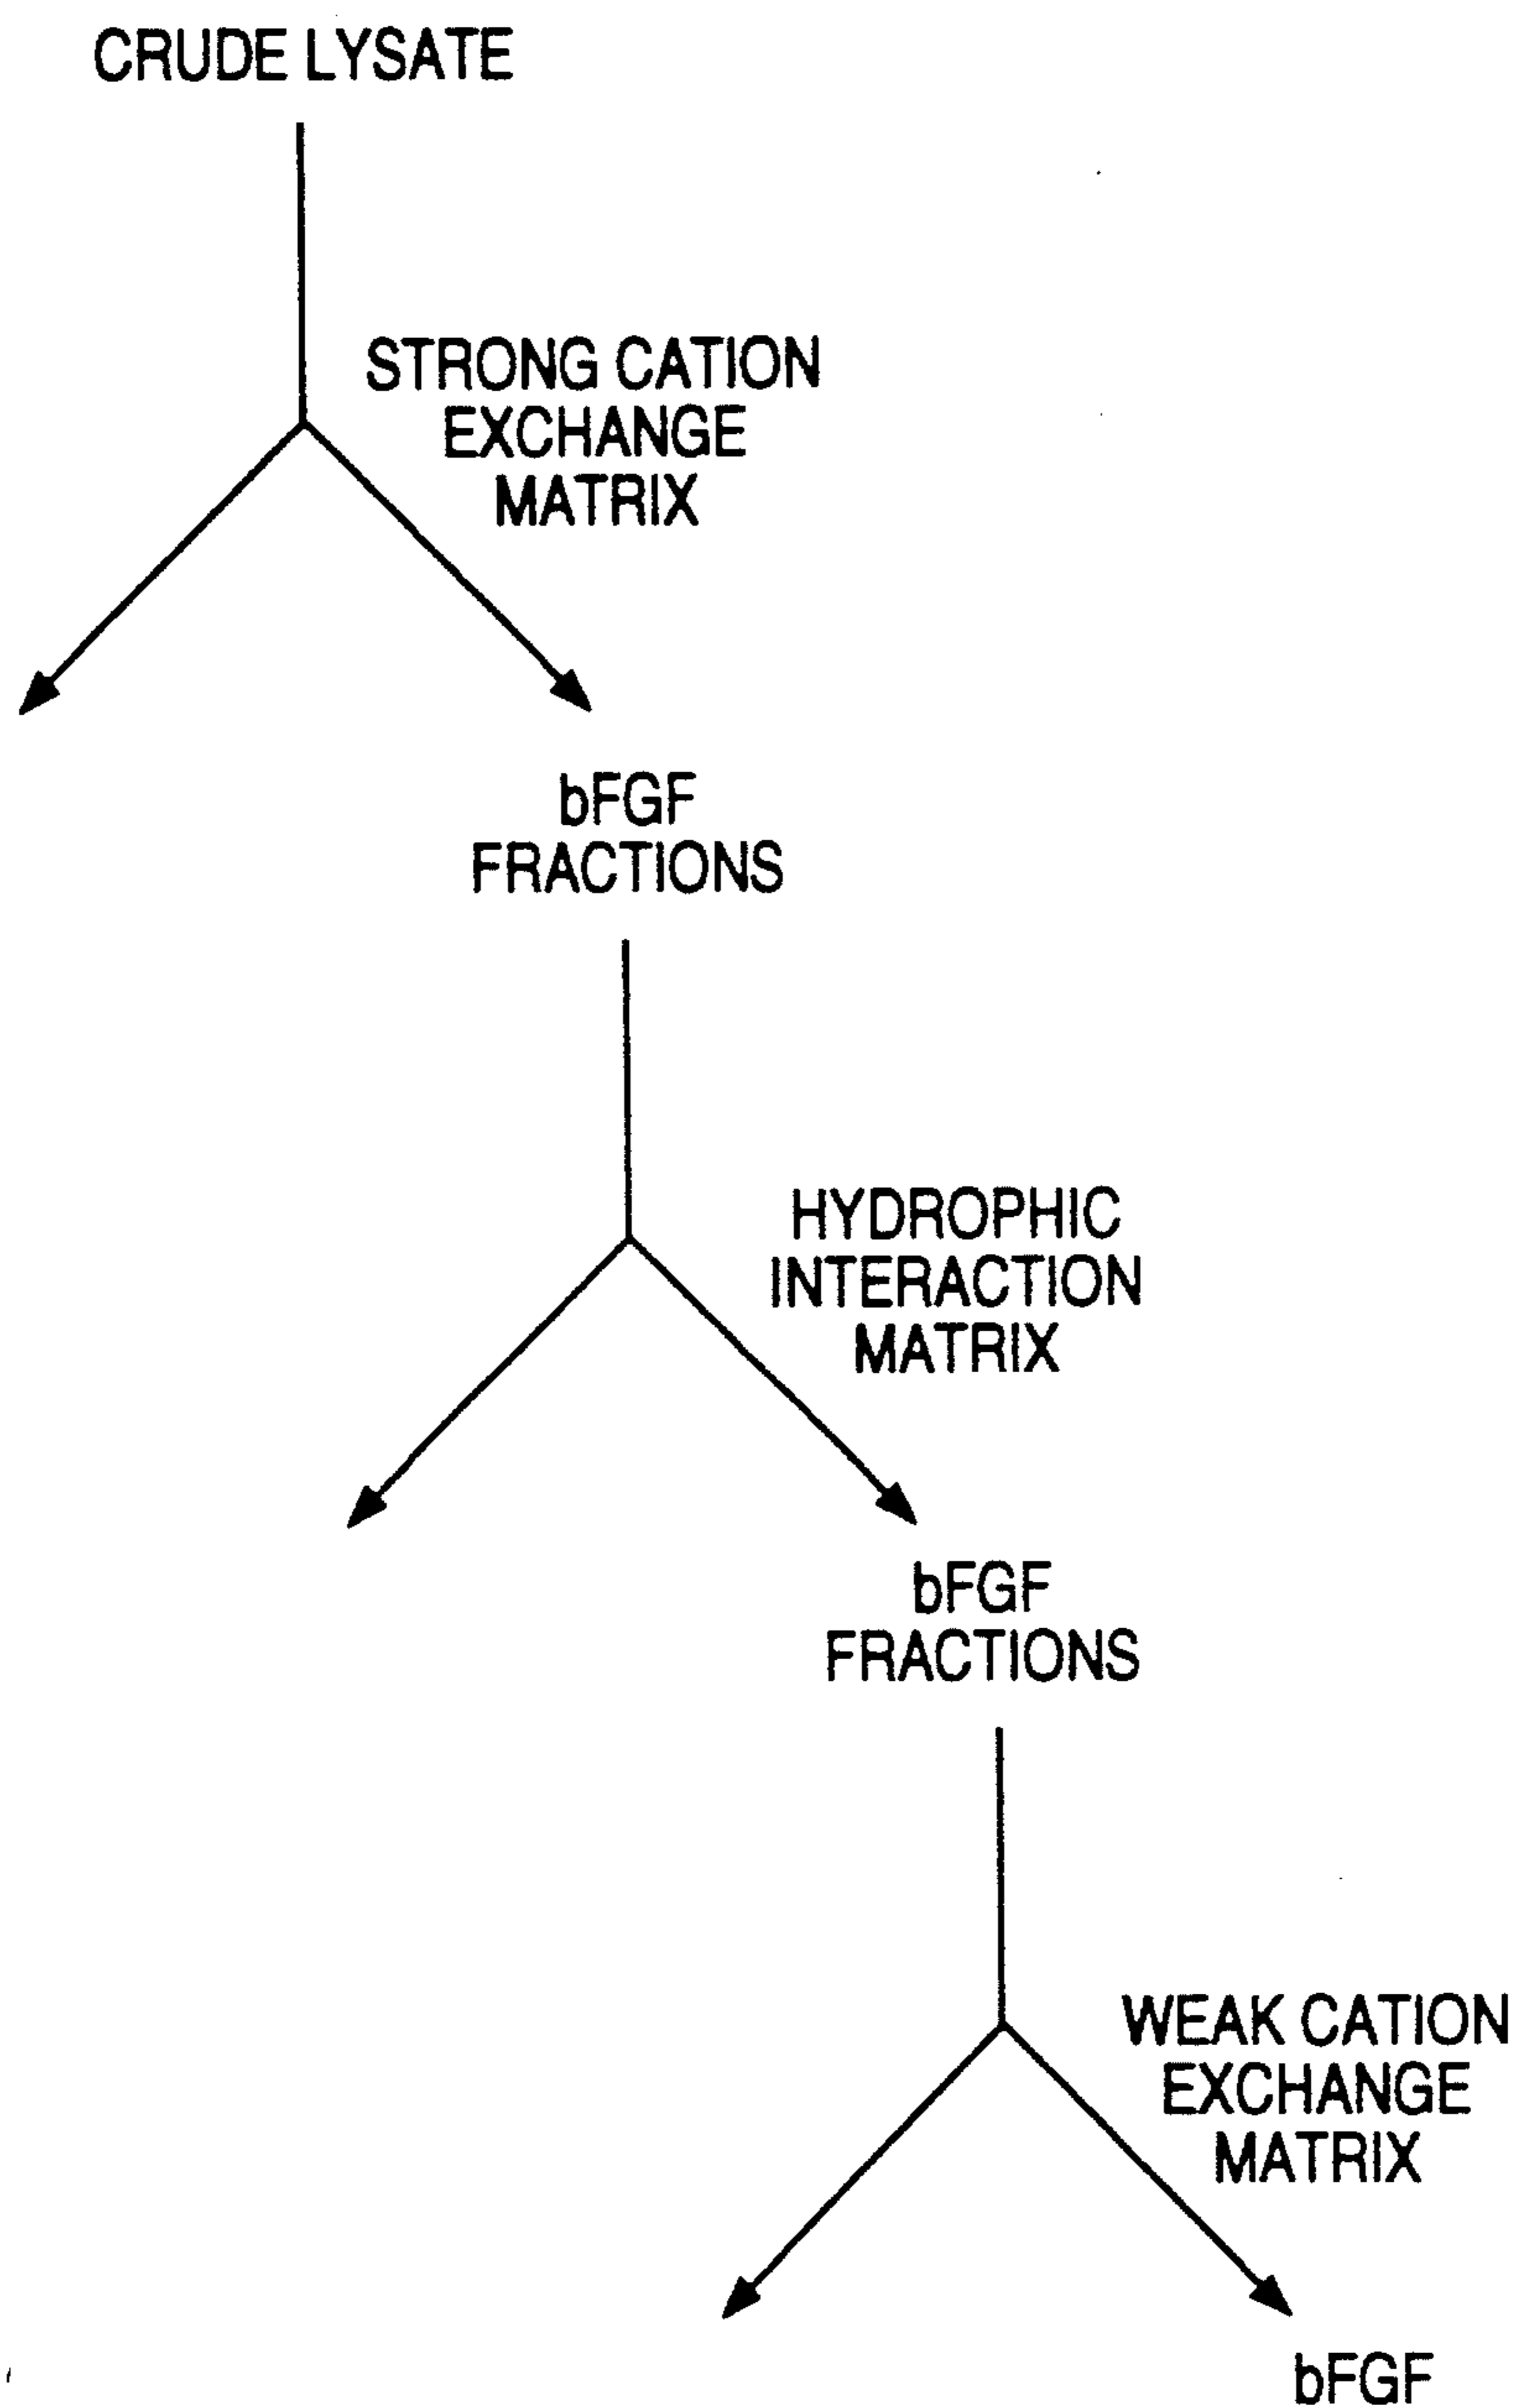 CRUDE LYSATE
STRONG CATION
EXCHANGE
MATRIX
bFGF
FRACTIONS
HYDROPHIC
INTERACTION
MATRIX
bFGF
FRACTIONS
WEAK CATION
EXCHANGE
MATRIX
bFGF